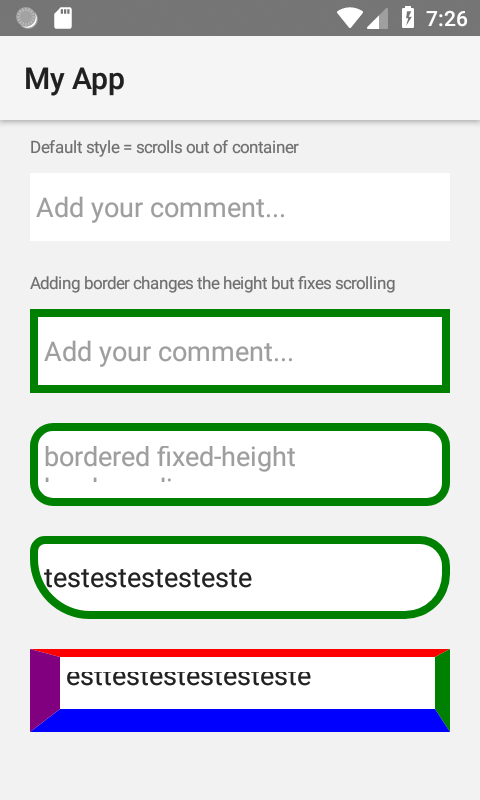 7:26
My App
Default style = scrolls out of container
Add your comment...
Adding border changes the height but fixes scrolling
Add your comment...
bordered fixed-height
testestestesteste
esttestestestesteste